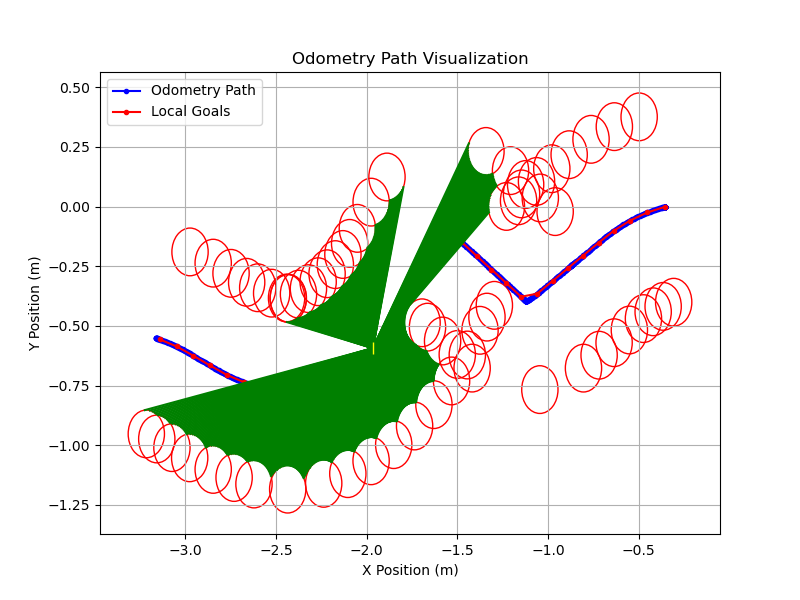 Odometry Path Visualization
Odometry Path
Local Goals
0.50
0.25
0.00
−0.25
−0.50
−0.75
−1.00
−1.25
Y Position (m)
−3.0 −2.5 −2.0 −1.5 −1.0 −0.5
X Position (m)